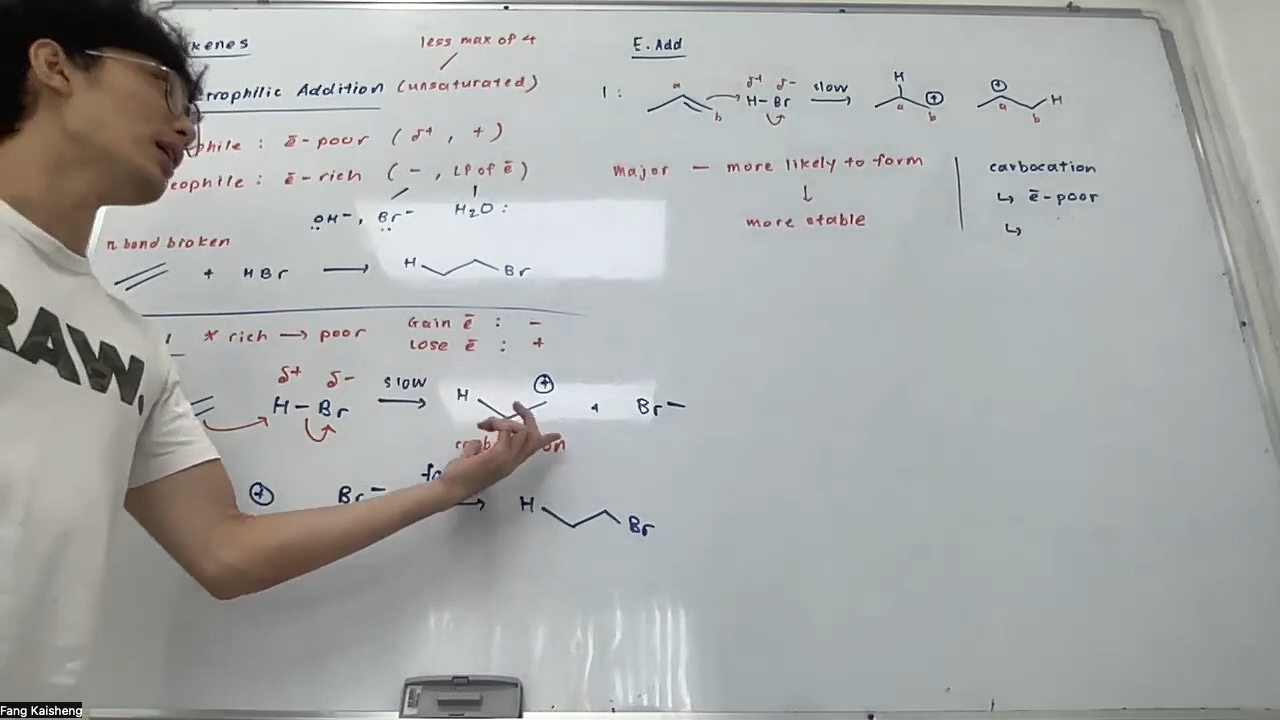 kenes
less max of 4
trophilic Addition (unsaturated)
phile : ē-poor ( δ+ , + )
eophile : ē-rich ( - , LP of ē )
OH⁻, Br⁻ H₂O :
π bond broken
+ HBr ⟶ H Br
* rich ⟶ poor
Gain ē : -
Lose ē : +
δ+ δ-
H - Br slow ⟶ H ⊕ + Br⁻
⊕ Br⁻ ⟶ H Br
E. Add
1 : a b δ+ δ- H - Br slow ⟶ H a ⊕ b ⊕ a b H
major — more likely to form
↓
more stable
carbocation
↳ ē-poor
↳
RAW.
Fang Kaisheng